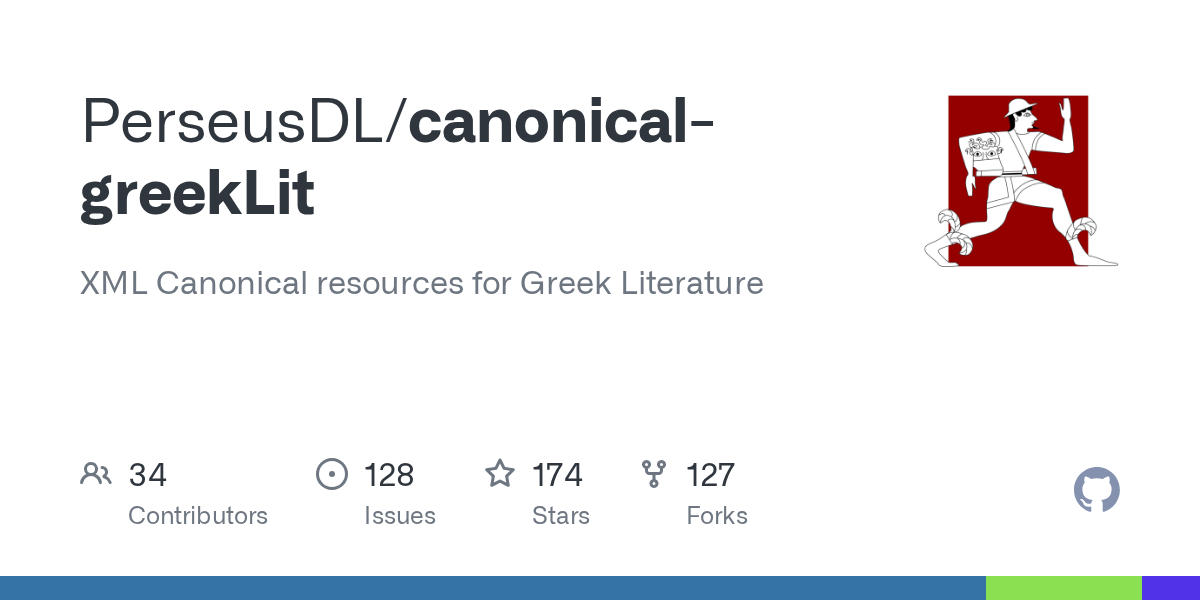 PerseusDL/canonical-
greekLit
XML Canonical resources for Greek Literature
34 128 174 127
Contributors Issues Stars Forks